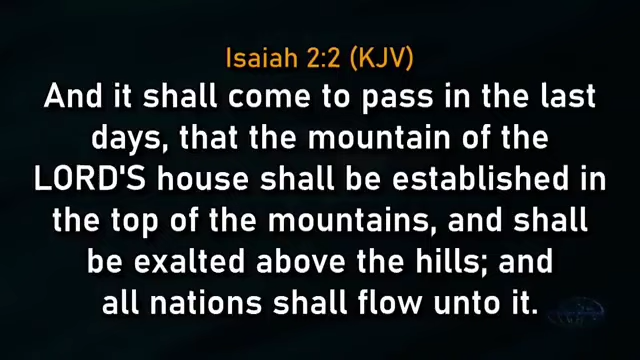 Isaiah 2:2 (KJV)
And it shall come to pass in the last
days, that the mountain of the
LORD'S house shall be established in
the top of the mountains, and shall
be exalted above the hills; and
all nations shall flow unto it.